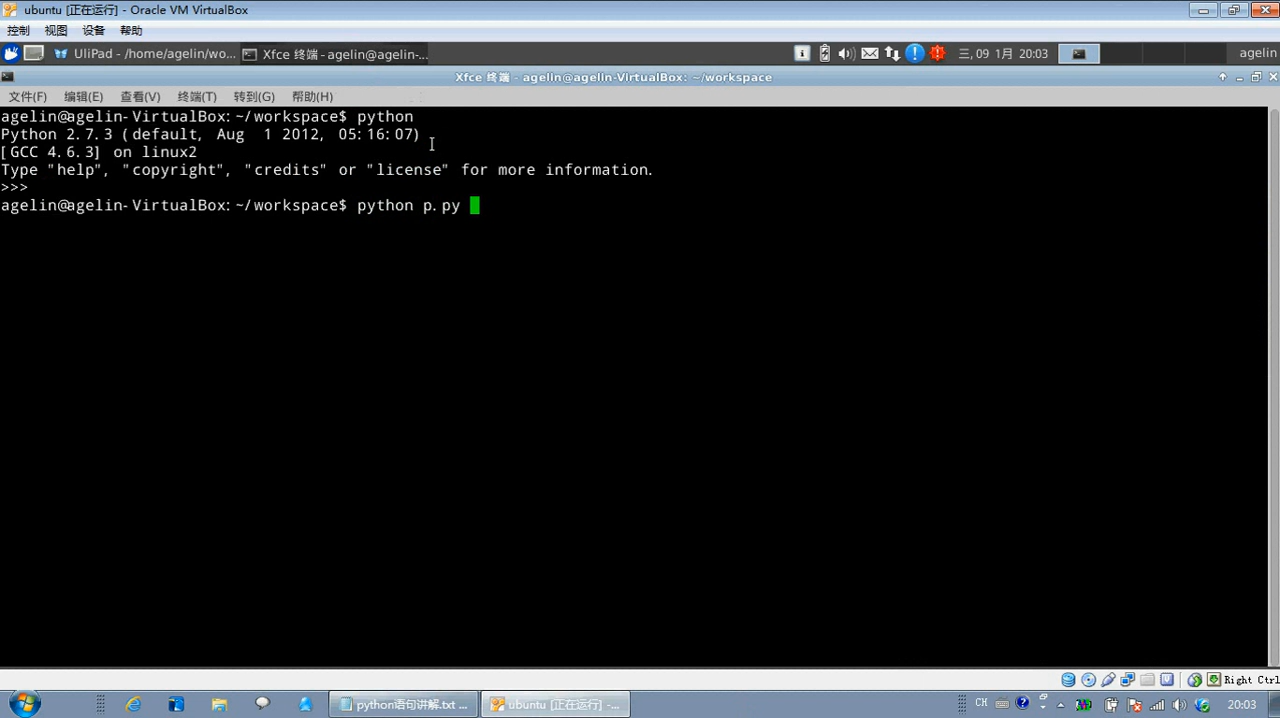 ubuntu [正在运行] - Oracle VM VirtualBox
控制 视图 设备 帮助
UliPad - /home/agelin/wo... Xfce 终端 - agelin@agelin-... 三, 09 1月 20:03 agelin
Xfce 终端 - agelin@agelin-VirtualBox: ~/workspace
文件(F) 编辑(E) 查看(V) 终端(T) 转到(G) 帮助(H)
agelin@agelin-VirtualBox:~/workspace$ python
Python 2.7.3 (default, Aug  1 2012, 05:16:07)
[GCC 4.6.3] on linux2
Type "help", "copyright", "credits" or "license" for more information.
>>>
agelin@agelin-VirtualBox:~/workspace$ python p.py
Right Ctrl
python语句讲解.txt ... ubuntu [正在运行] -... CH 20:03